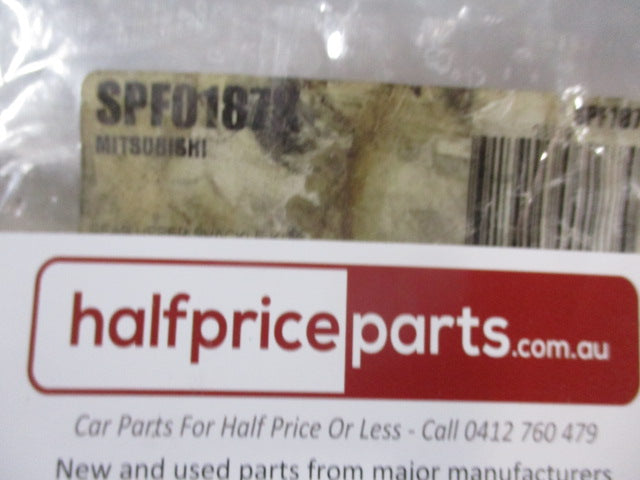 SPF0187K
MITSUBISHI
halfpriceparts.com.au
Car Parts For Half Price Or Less - Call 0412 760 479
New and used parts from major manufacturers